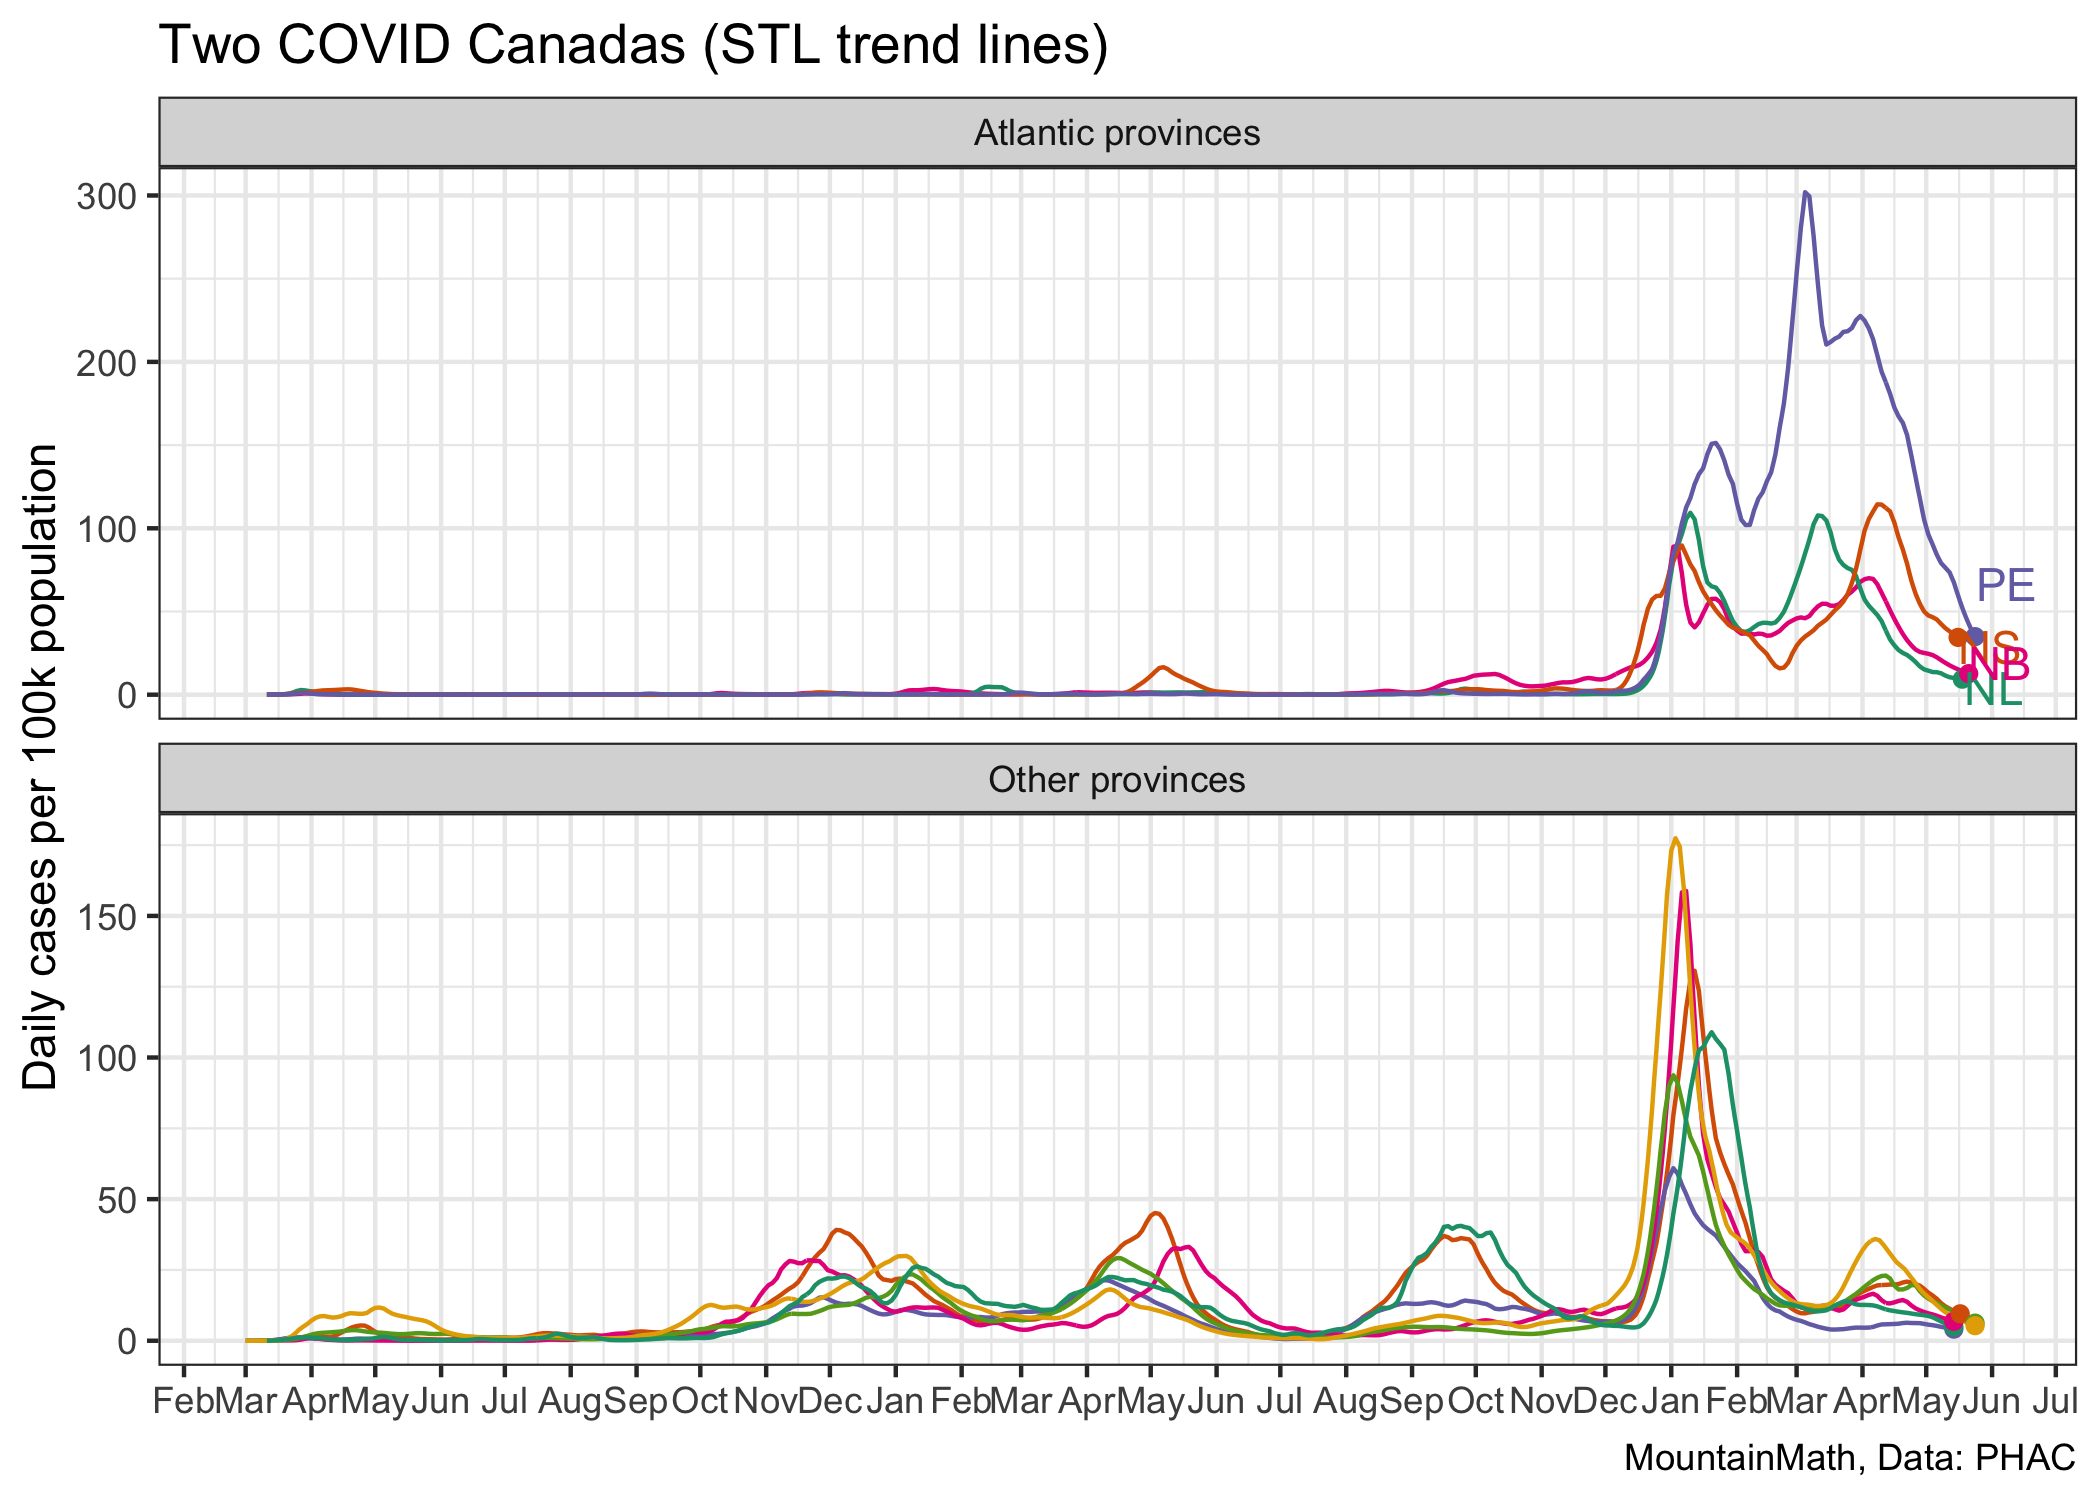 Two COVID Canadas (STL trend lines)
Atlantic provinces
300
200
100
0
PE
NS
NB
NL
Daily cases per 100k population
Other provinces
150
100
50
0
Feb Mar Apr May Jun Jul Aug Sep Oct Nov Dec Jan Feb Mar Apr May Jun Jul Aug Sep Oct Nov Dec Jan Feb Mar Apr May Jun Jul
MountainMath, Data: PHAC